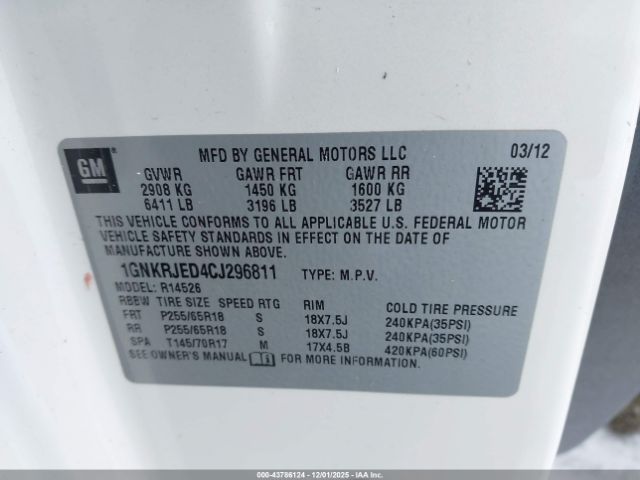 GM
MFD BY GENERAL MOTORS LLC 03/12
GVWR GAWR FRT GAWR RR
2908 KG 1450 KG 1600 KG
6411 LB 3196 LB 3527 LB
THIS VEHICLE CONFORMS TO ALL APPLICABLE U.S. FEDERAL MOTOR
VEHICLE SAFETY STANDARDS IN EFFECT ON THE DATE OF
MANUFACTURE SHOWN ABOVE.
1GNKRJED4CJ296811 TYPE: M.P.V.
MODEL: R14526
RBBW TIRE SIZE SPEED RTG RIM COLD TIRE PRESSURE
FRT P255/65R18 S 18X7.5J 240KPA(35PSI)
RR P255/65R18 S 18X7.5J 240KPA(35PSI)
SPA T145/70R17 M 17X4.5B 420KPA(60PSI)
SEE OWNER'S MANUAL FOR MORE INFORMATION.
000-43786124 - 12/01/2025 - IAAI.CA